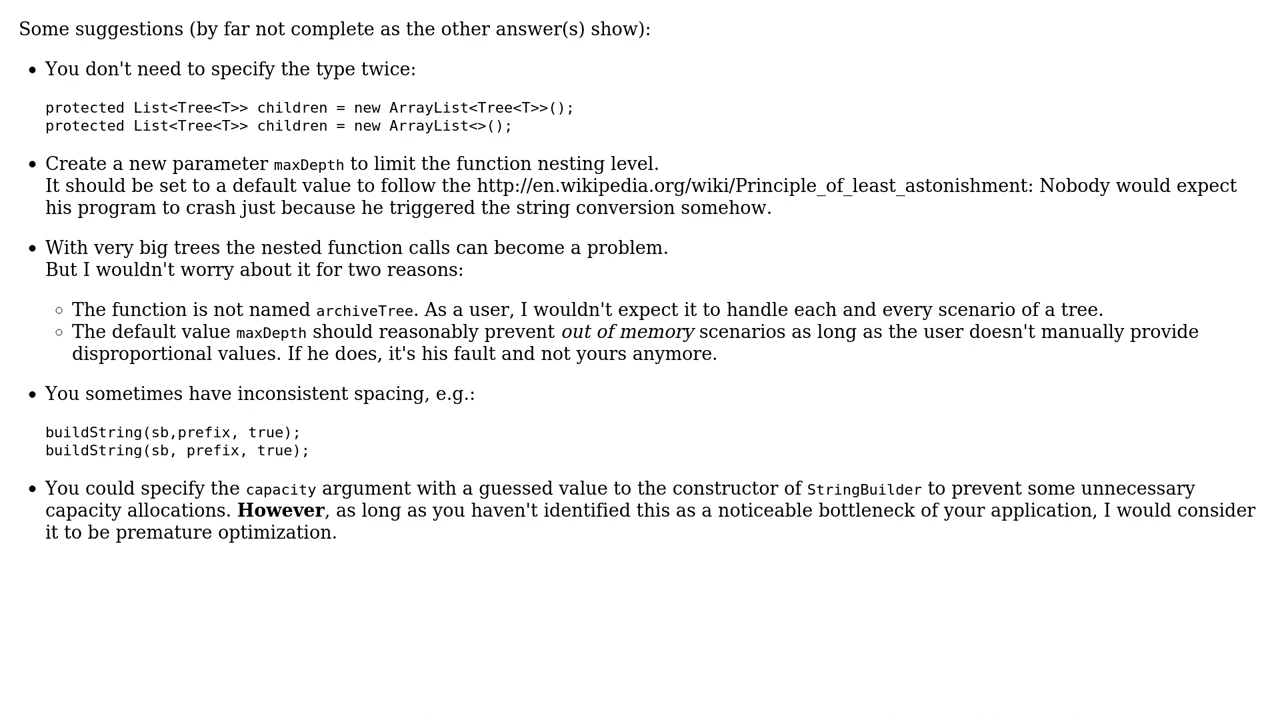 Some suggestions (by far not complete as the other answer(s) show):
• You don't need to specify the type twice:
protected List<Tree<T>> children = new ArrayList<Tree<T>>();
protected List<Tree<T>> children = new ArrayList<>();
• Create a new parameter maxDepth to limit the function nesting level.
It should be set to a default value to follow the http://en.wikipedia.org/wiki/Principle_of_least_astonishment: Nobody would expect
his program to crash just because he triggered the string conversion somehow.
• With very big trees the nested function calls can become a problem.
But I wouldn't worry about it for two reasons:
◦ The function is not named archiveTree. As a user, I wouldn't expect it to handle each and every scenario of a tree.
◦ The default value maxDepth should reasonably prevent out of memory scenarios as long as the user doesn't manually provide
disproportional values. If he does, it's his fault and not yours anymore.
• You sometimes have inconsistent spacing, e.g.:
buildString(sb,prefix, true);
buildString(sb, prefix, true);
• You could specify the capacity argument with a guessed value to the constructor of StringBuilder to prevent some unnecessary
capacity allocations. However, as long as you haven't identified this as a noticeable bottleneck of your application, I would consider
it to be premature optimization.